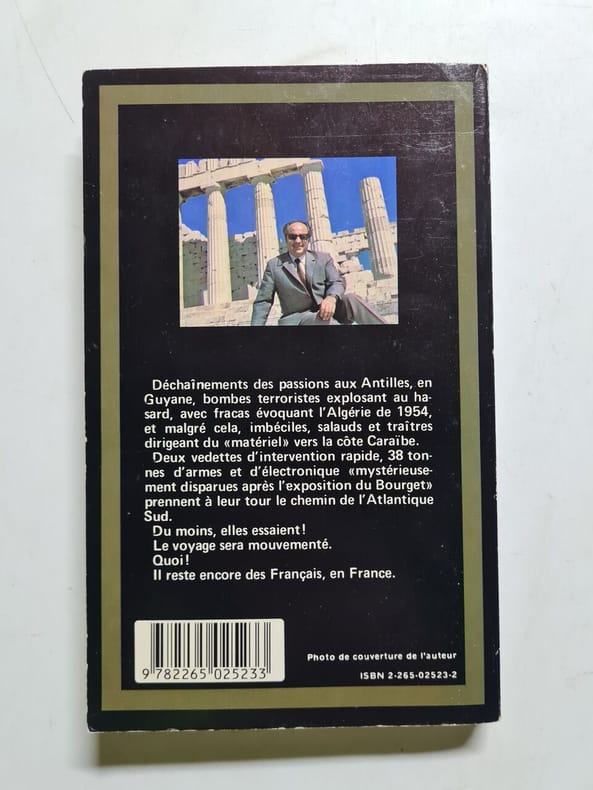 Déchaînements des passions aux Antilles, en
Guyane, bombes terroristes explosant au ha-
sard, avec fracas évoquant l'Algérie de 1954,
et malgré cela, imbéciles, salauds et traîtres
dirigeant du «matériel» vers la côte Caraïbe.
Deux vedettes d'intervention rapide, 38 ton-
nes d'armes et d'électronique «mystérieuse-
ment disparues après l'exposition du Bourget»
prennent à leur tour le chemin de l'Atlantique
Sud.
Du moins, elles essaient!
Le voyage sera mouvementé.
Quoi!
Il reste encore des Français, en France.
9 782265 025233
Photo de couverture de l'auteur
ISBN 2-265-02523-2